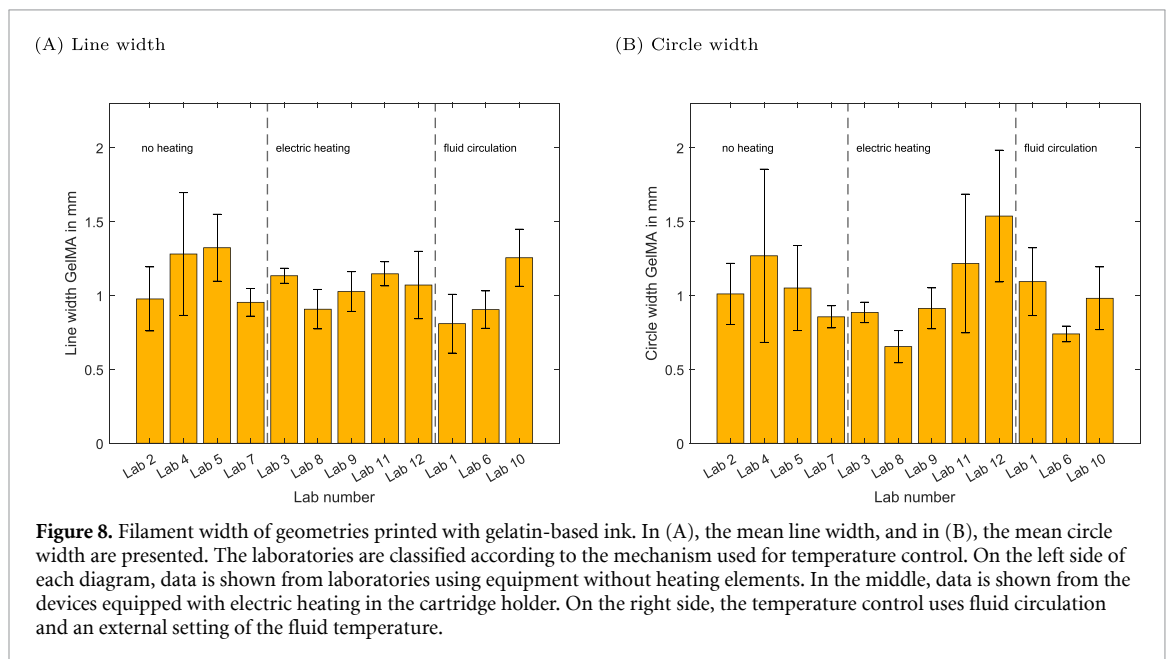 (A) Line width
(B) Circle width
Line width GelMA in mm
2
1.5
1
0.5
0
no heating
electric heating
fluid circulation
Lab 2
Lab 4
Lab 5
Lab 7
Lab 3
Lab 8
Lab 9
Lab 11
Lab 12
Lab 1
Lab 6
Lab 10
Lab number
Circle width GelMA in mm
2
1.5
1
0.5
0
no heating
electric heating
fluid circulation
Lab 2
Lab 4
Lab 5
Lab 7
Lab 3
Lab 8
Lab 9
Lab 11
Lab 12
Lab 1
Lab 6
Lab 10
Lab number
Figure 8. Filament width of geometries printed with gelatin-based ink. In (A), the mean line width, and in (B), the mean circle
width are presented. The laboratories are classified according to the mechanism used for temperature control. On the left side of
each diagram, data is shown from laboratories using equipment without heating elements. In the middle, data is shown from the
devices equipped with electric heating in the cartridge holder. On the right side, the temperature control uses fluid circulation
and an external setting of the fluid temperature.